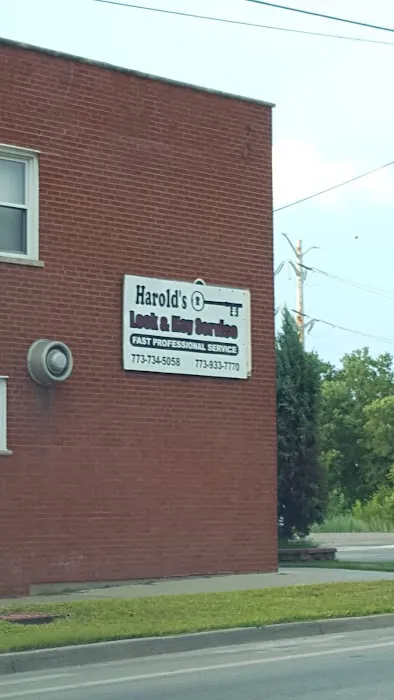 Harold's
Lock & Key Service
FAST PROFESSIONAL SERVICE
773-734-5058 773-933-7770